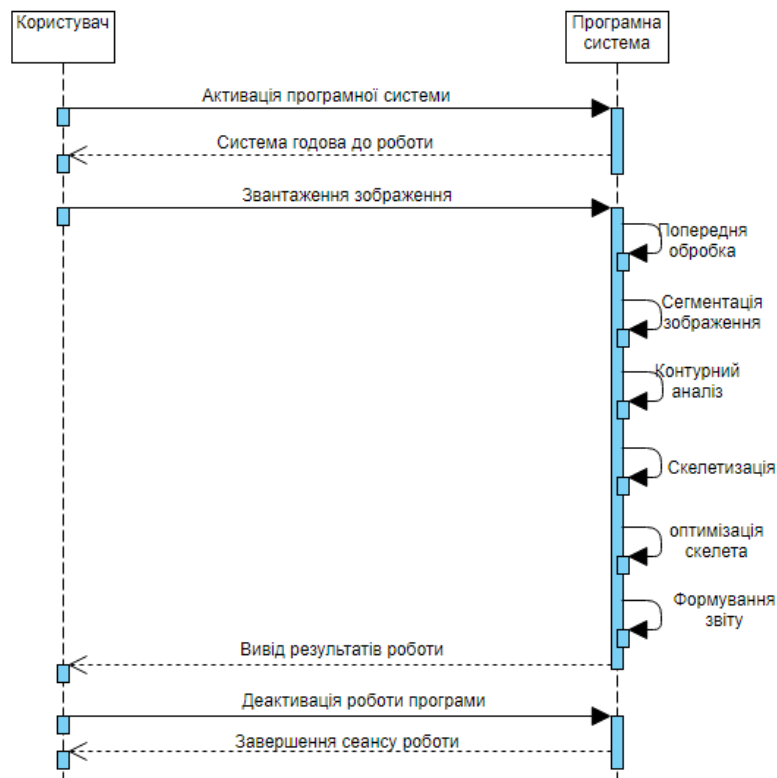 Користувач
Програмна
система
Активація програмної системи
Система годова до роботи
Звантаження зображення
Попередня
обробка
Сегментація
зображення
Контурний
аналіз
Скелетизація
оптимізація
скелета
Формування
звіту
Вивід результатів роботи
Деактивація роботи програми
Завершення сеансу роботи